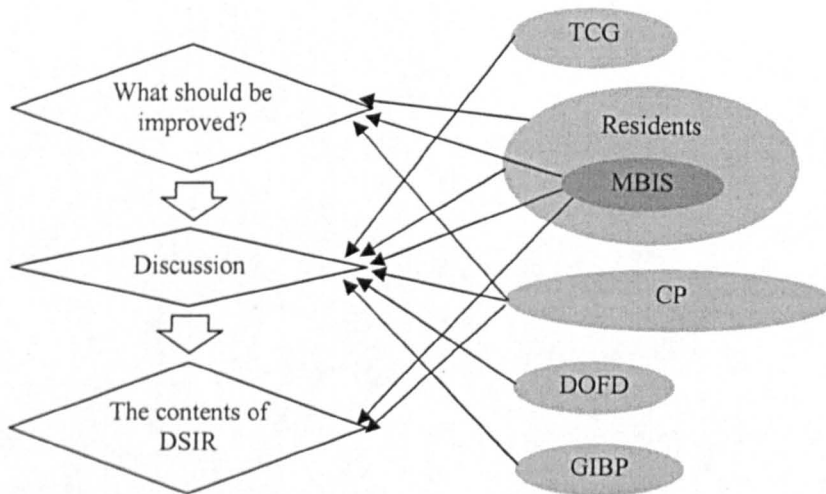 TCG
What should be
improved?
Residents
MBIS
Discussion
CP
DOFD
The contents of
DSIR
GIBP